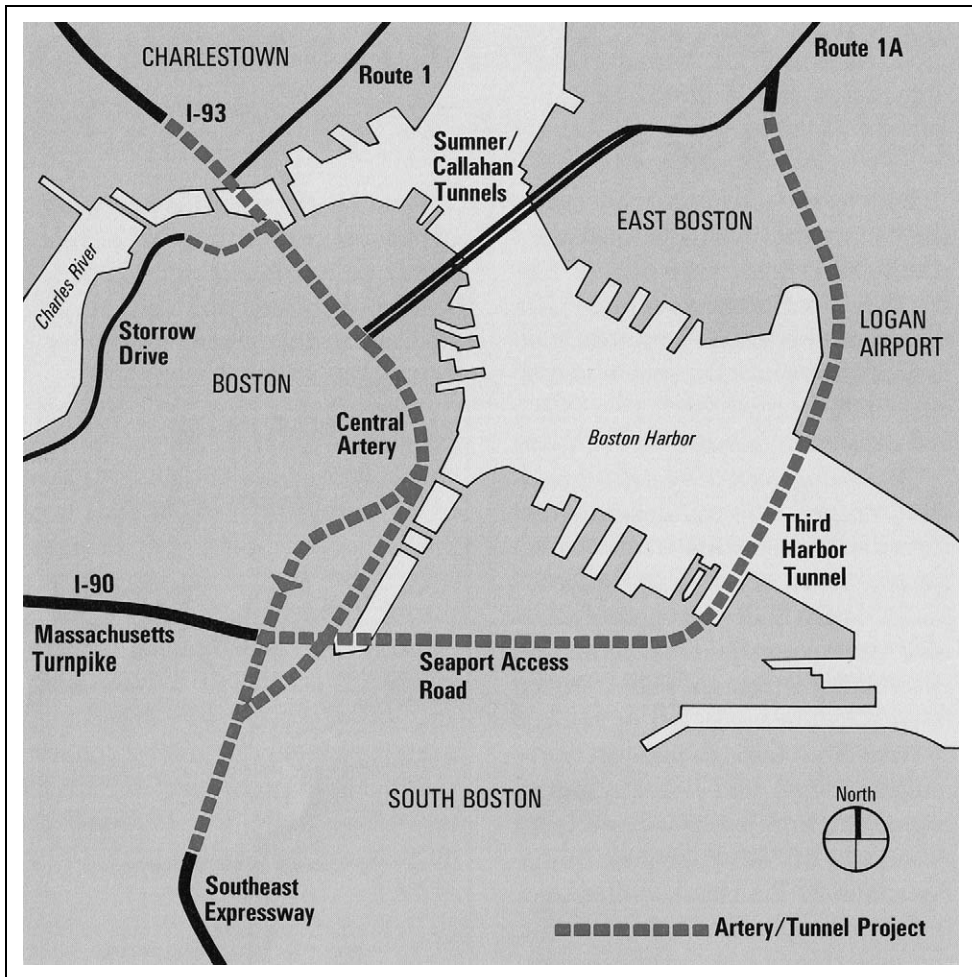 CHARLESTOWN
Route 1
Route 1A
I-93
Sumner/
Callahan
Tunnels
EAST BOSTON
Charles River
Storrow
Drive
LOGAN
AIRPORT
BOSTON
Central
Artery
Boston Harbor
Third
Harbor
Tunnel
I-90
Massachusetts
Turnpike
Seaport Access
Road
SOUTH BOSTON
North
Southeast
Expressway
Artery/Tunnel Project